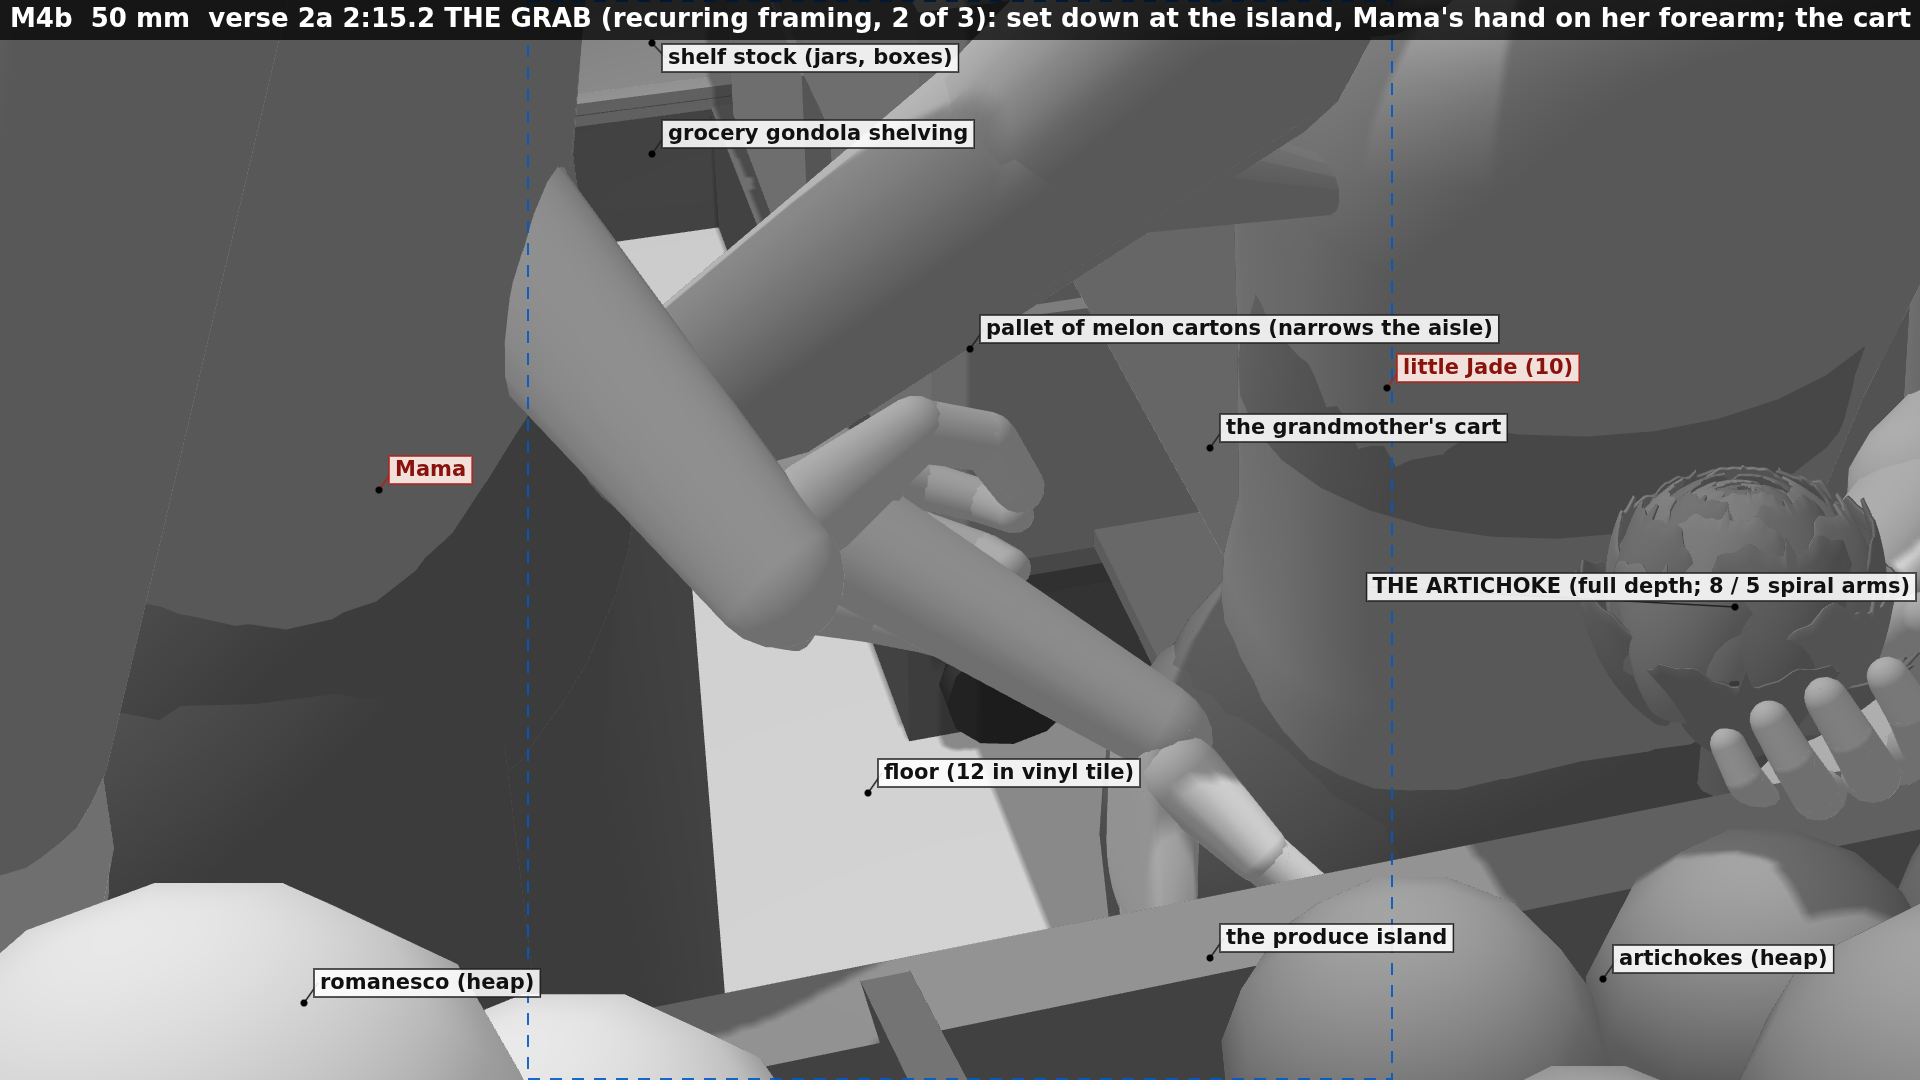 M4b 50 mm verse 2a 2:15.2 THE GRAB (recurring framing, 2 of 3): set down at the island, Mama's hand on her forearm; the cart
shelf stock (jars, boxes)
grocery gondola shelving
pallet of melon cartons (narrows the aisle)
little Jade (10)
the grandmother's cart
Mama
THE ARTICHOKE (full depth; 8 / 5 spiral arms)
floor (12 in vinyl tile)
the produce island
artichokes (heap)
romanesco (heap)